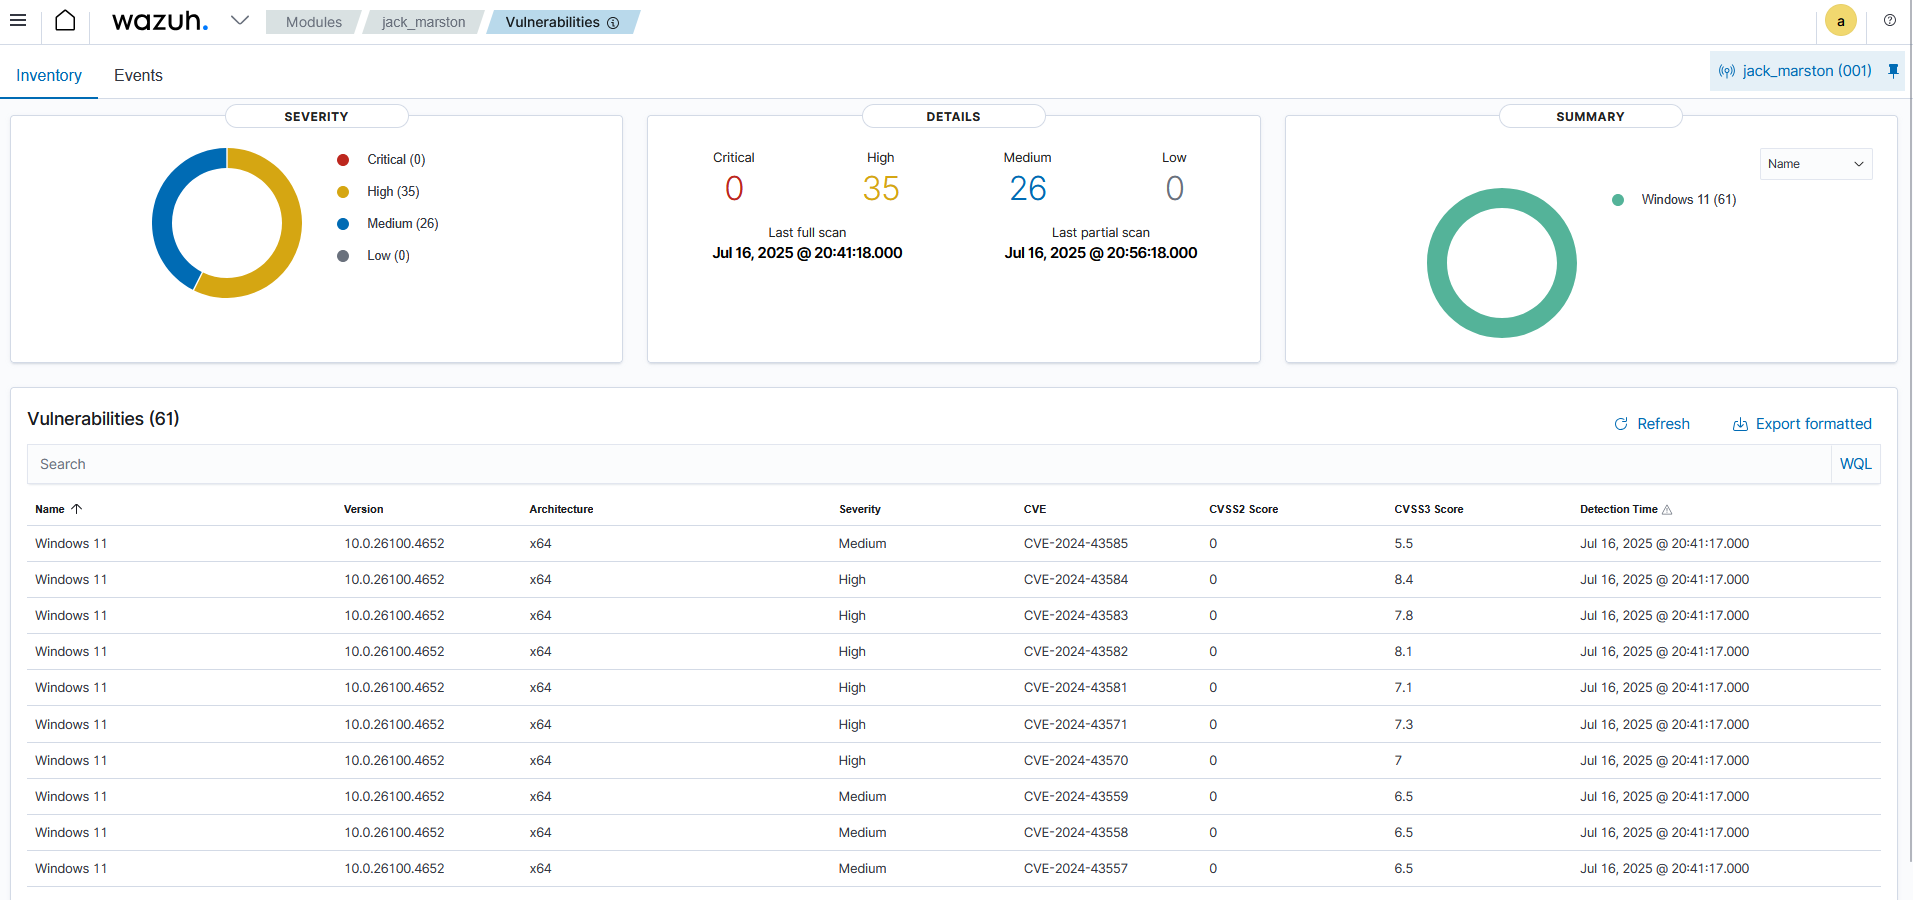 wazuh. Modules jack_marston Vulnerabilities a
Inventory Events jack_marston (001)
SEVERITY
Critical (0)
High (35)
Medium (26)
Low (0)
DETAILS
Critical High Medium Low
0 35 26 0
Last full scan Last partial scan
Jul 16, 2025 @ 20:41:18.000 Jul 16, 2025 @ 20:56:18.000
SUMMARY
Name
Windows 11 (61)
Vulnerabilities (61) Refresh Export formatted
Search WQL
Name Version Architecture Severity CVE CVSS2 Score CVSS3 Score Detection Time
Windows 11 10.0.26100.4652 x64 Medium CVE-2024-43585 0 5.5 Jul 16, 2025 @ 20:41:17.000
Windows 11 10.0.26100.4652 x64 High CVE-2024-43584 0 8.4 Jul 16, 2025 @ 20:41:17.000
Windows 11 10.0.26100.4652 x64 High CVE-2024-43583 0 7.8 Jul 16, 2025 @ 20:41:17.000
Windows 11 10.0.26100.4652 x64 High CVE-2024-43582 0 8.1 Jul 16, 2025 @ 20:41:17.000
Windows 11 10.0.26100.4652 x64 High CVE-2024-43581 0 7.1 Jul 16, 2025 @ 20:41:17.000
Windows 11 10.0.26100.4652 x64 High CVE-2024-43571 0 7.3 Jul 16, 2025 @ 20:41:17.000
Windows 11 10.0.26100.4652 x64 High CVE-2024-43570 0 7 Jul 16, 2025 @ 20:41:17.000
Windows 11 10.0.26100.4652 x64 Medium CVE-2024-43559 0 6.5 Jul 16, 2025 @ 20:41:17.000
Windows 11 10.0.26100.4652 x64 Medium CVE-2024-43558 0 6.5 Jul 16, 2025 @ 20:41:17.000
Windows 11 10.0.26100.4652 x64 Medium CVE-2024-43557 0 6.5 Jul 16, 2025 @ 20:41:17.000